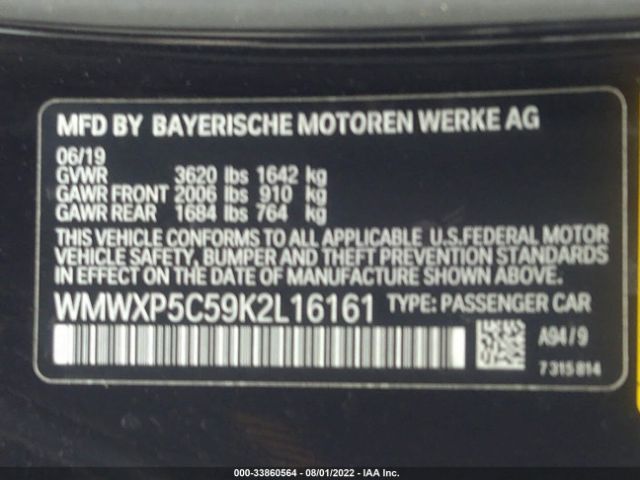 MFD BY BAYERISCHE MOTOREN WERKE AG
06/19
GVWR 3620 lbs 1642 kg
GAWR FRONT 2006 lbs 910 kg
GAWR REAR 1684 lbs 764 kg
THIS VEHICLE CONFORMS TO ALL APPLICABLE U.S.FEDERAL MOTOR
VEHICLE SAFETY, BUMPER AND THEFT PREVENTION STANDARDS
IN EFFECT ON THE DATE OF MANUFACTURE SHOWN ABOVE.
WMWXP5C59K2L16161 TYPE: PASSENGER CAR
A94/9
7315814
000-33860564 - 08/01/2022 - IAA Inc.